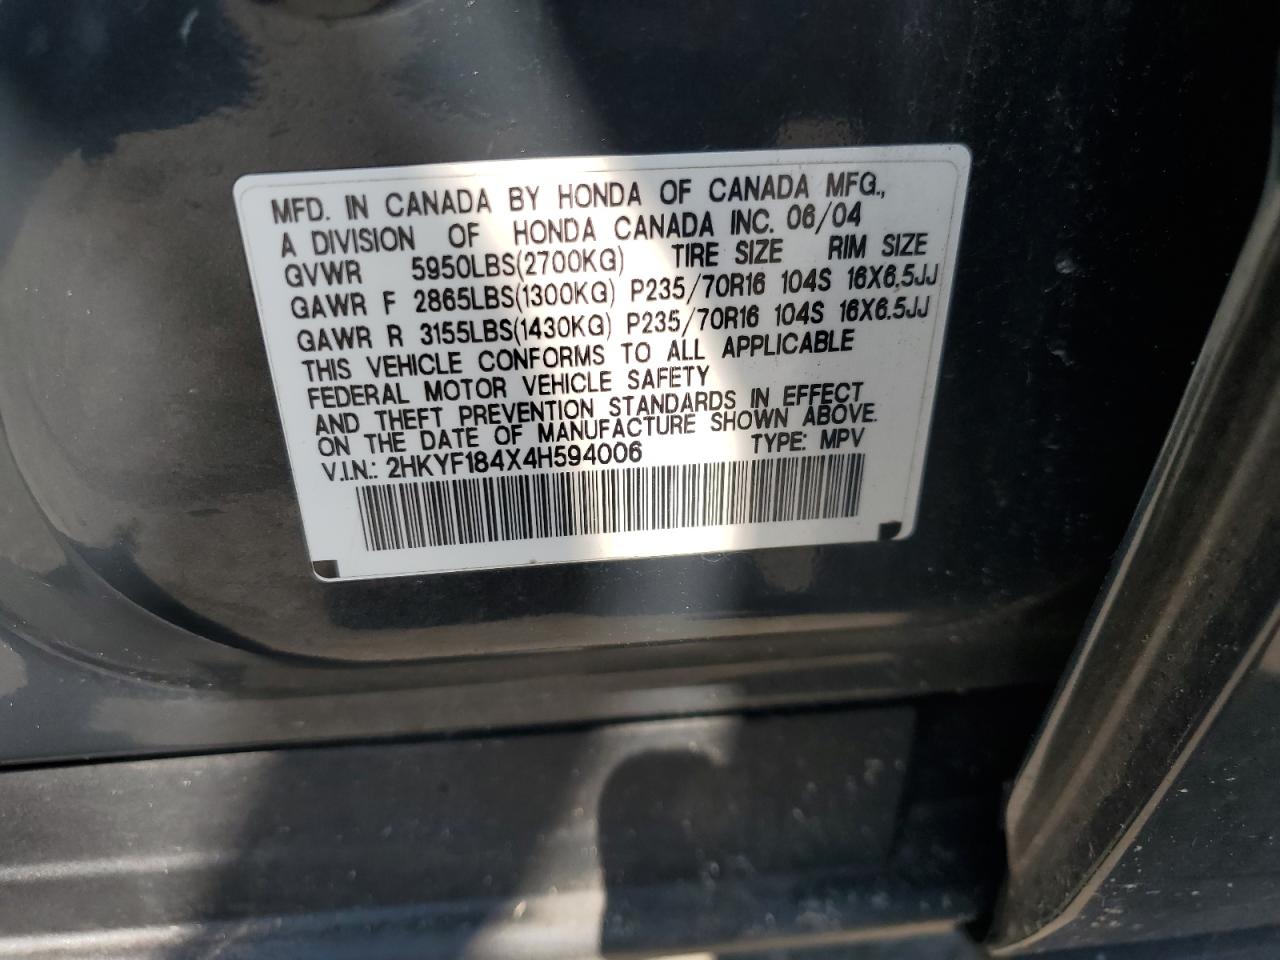 MFD. IN CANADA BY HONDA OF CANADA MFG.,
A DIVISION OF HONDA CANADA INC. 06/04
GVWR 5950LBS(2700KG) TIRE SIZE RIM SIZE
GAWR F 2865LBS(1300KG) P235/70R16 104S 16X6.5JJ
GAWR R 3155LBS(1430KG) P235/70R16 104S 16X6.5JJ
THIS VEHICLE CONFORMS TO ALL APPLICABLE
FEDERAL MOTOR VEHICLE SAFETY
AND THEFT PREVENTION STANDARDS IN EFFECT
ON THE DATE OF MANUFACTURE SHOWN ABOVE.
V.I.N.: 2HKYF184X4H594006 TYPE: MPV